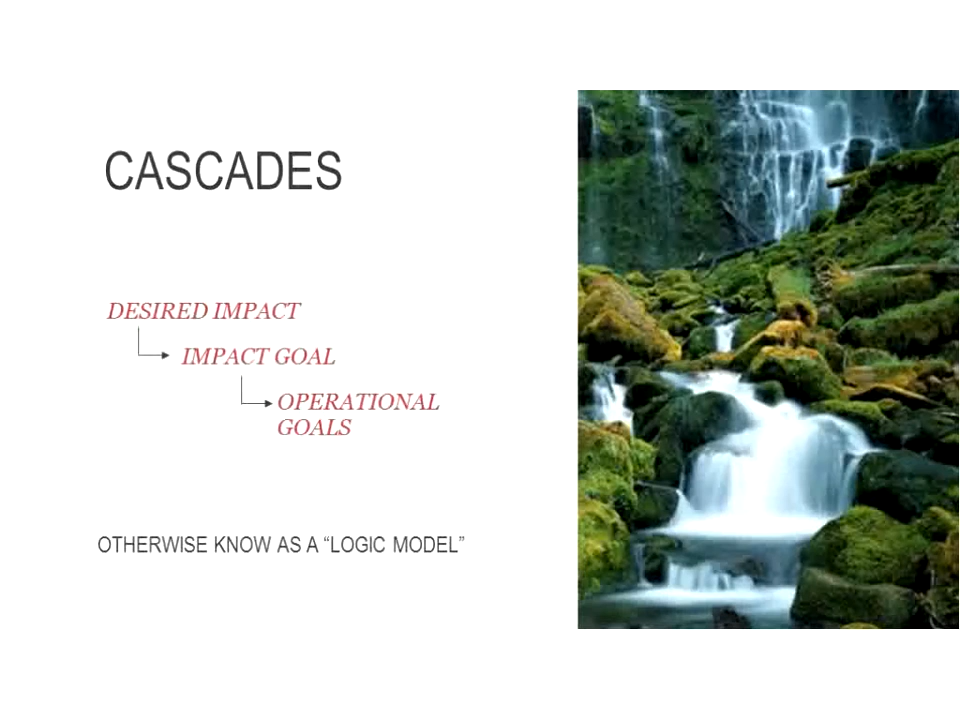 CASCADES
DESIRED IMPACT
IMPACT GOAL
OPERATIONAL
GOALS
OTHERWISE KNOW AS A “LOGIC MODEL”